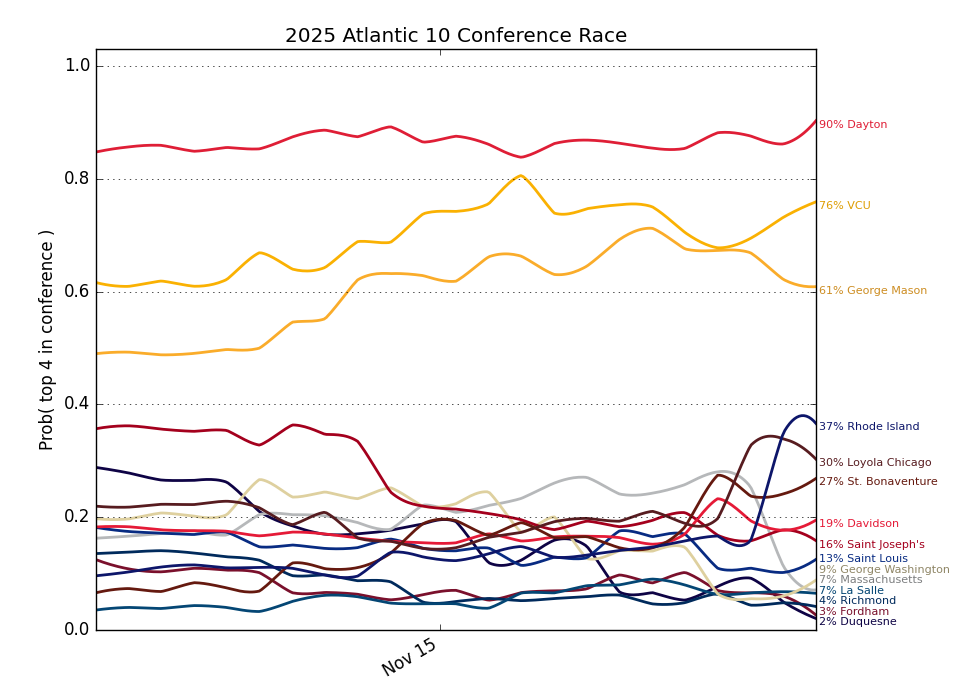 2025 Atlantic 10 Conference Race
Prob( top 4 in conference )
1.0
0.8
0.6
0.4
0.2
0.0
Nov 15
90% Dayton
76% VCU
61% George Mason
37% Rhode Island
30% Loyola Chicago
27% St. Bonaventure
19% Davidson
16% Saint Joseph's
13% Saint Louis
9% George Washington
7% Massachusetts
7% La Salle
4% Richmond
3% Fordham
2% Duquesne